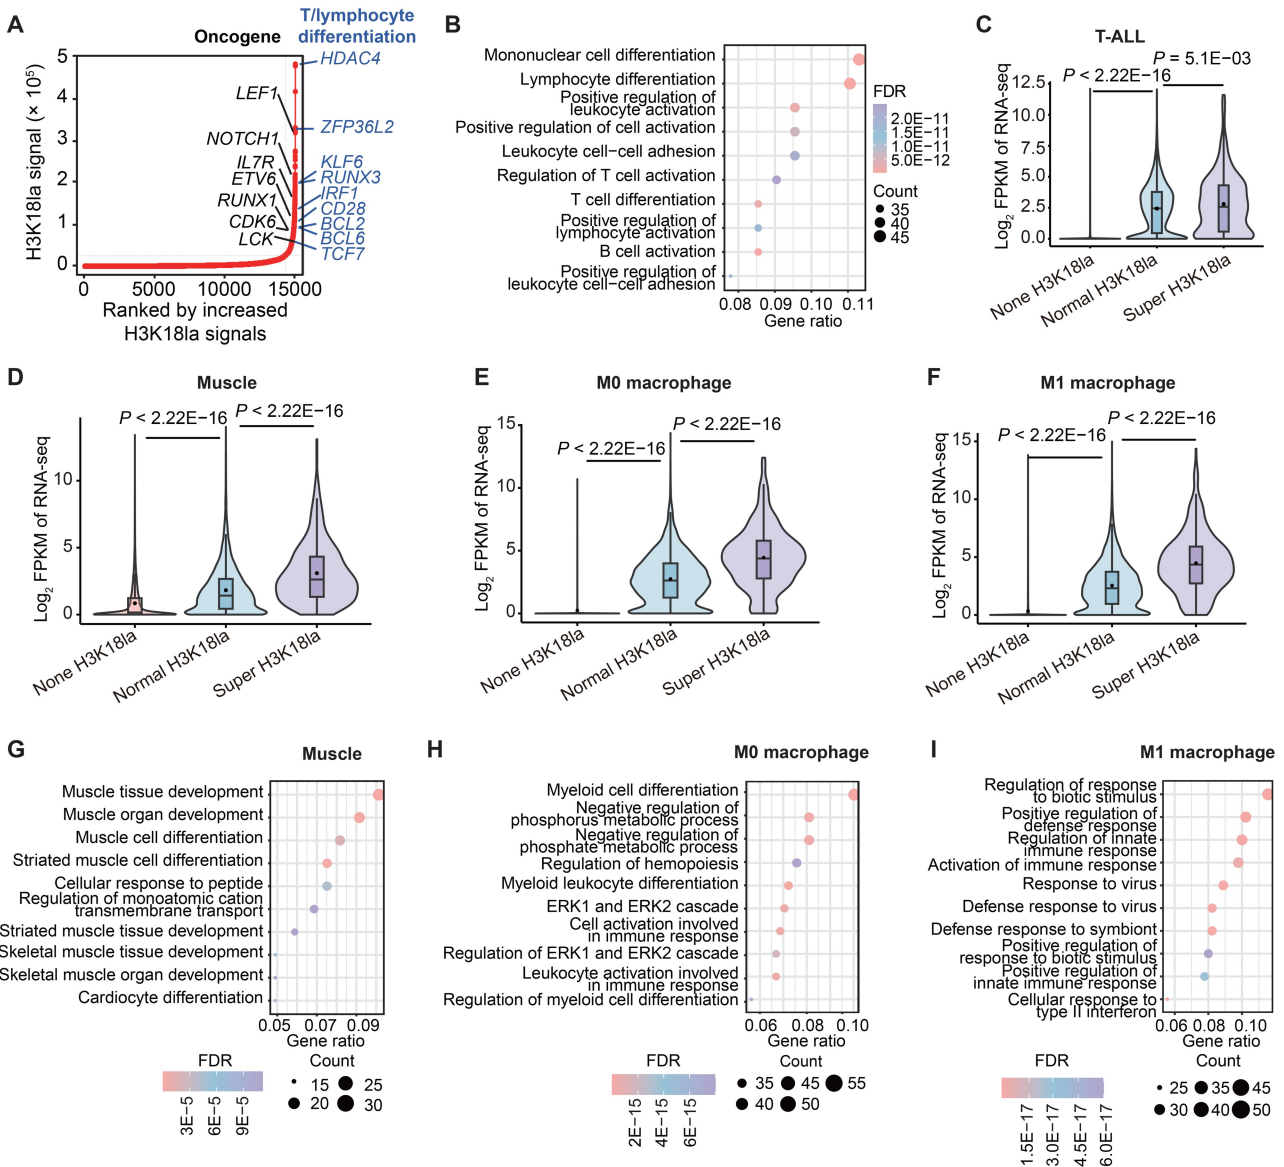 A
Oncogene
T/lymphocyte
differentiation
H3K18la signal (× 10⁵)
5
4
3
2
1
0
HDAC4
LEF1
ZFP36L2
NOTCH1
IL7R
KLF6
ETV6
RUNX3
RUNX1
IRF1
CDK6
CD28
LCK
BCL2
BCL6
TCF7
0 5000 10000 15000
Ranked by increased
H3K18la signals
B
Mononuclear cell differentiation
Lymphocyte differentiation
Positive regulation of
leukocyte activation
Positive regulation of cell activation
Leukocyte cell−cell adhesion
Regulation of T cell activation
T cell differentiation
Positive regulation of
lymphocyte activation
B cell activation
Positive regulation of
leukocyte cell−cell adhesion
0.08 0.09 0.10 0.11
Gene ratio
FDR
2.0E−11
1.5E−11
1.0E−11
5.0E−12
Count
35
40
45
C
T-ALL
P < 2.22E−16
P = 5.1E−03
Log₂ FPKM of RNA-seq
12.5
10.0
7.5
5.0
2.5
0.0
None H3K18la
Normal H3K18la
Super H3K18la
D
Muscle
P < 2.22E−16
P < 2.22E−16
Log₂ FPKM of RNA-seq
10
5
0
None H3K18la
Normal H3K18la
Super H3K18la
E
M0 macrophage
P < 2.22E−16
P < 2.22E−16
Log₂ FPKM of RNA-seq
15
10
5
0
None H3K18la
Normal H3K18la
Super H3K18la
F
M1 macrophage
P < 2.22E−16
P < 2.22E−16
Log₂ FPKM of RNA-seq
15
10
5
0
None H3K18la
Normal H3K18la
Super H3K18la
G
Muscle
Muscle tissue development
Muscle organ development
Muscle cell differentiation
Striated muscle cell differentiation
Cellular response to peptide
Regulation of monoatomic cation
transmembrane transport
Striated muscle tissue development
Skeletal muscle tissue development
Skeletal muscle organ development
Cardiocyte differentiation
0.05 0.07 0.09
Gene ratio
FDR
3E−5
6E−5
9E−5
Count
15 25
20 30
H
M0 macrophage
Myeloid cell differentiation
Negative regulation of
phosphorus metabolic process
Negative regulation of
phosphate metabolic process
Regulation of hemopoiesis
Myeloid leukocyte differentiation
ERK1 and ERK2 cascade
Cell activation involved
in immune response
Regulation of ERK1 and ERK2 cascade
Leukocyte activation involved
in immune response
Regulation of myeloid cell differentiation
0.06 0.08 0.10
Gene ratio
FDR
2E−15
4E−15
6E−15
Count
35 45 55
40 50
I
M1 macrophage
Regulation of response
to biotic stimulus
Positive regulation of
defense response
Regulation of innate
immune response
Activation of immune response
Response to virus
Defense response to virus
Defense response to symbiont
Positive regulation of
response to biotic stimulus
Positive regulation of
innate immune response
Cellular response to
type II interferon
0.06 0.08 0.10
Gene ratio
FDR
1.5E−17
3.0E−17
4.5E−17
6.0E−17
Count
25 35 45
30 40 50